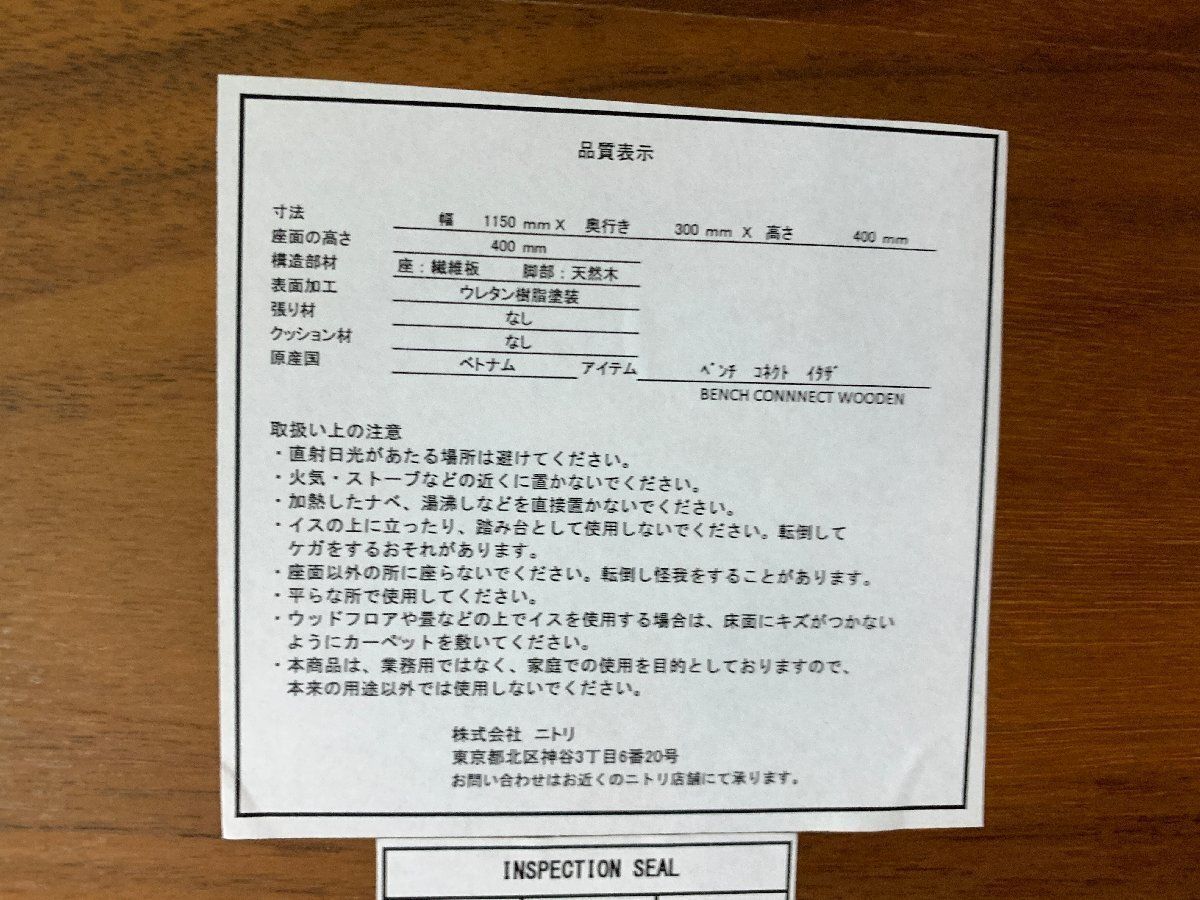 品質表示
寸法 幅 1150 mm X 奥行き 300 mm X 高さ 400 mm
座面の高さ 400 mm
構造部材 座：繊維板 脚部：天然木
表面加工 ウレタン樹脂塗装
張り材 なし
クッション材 なし
原産国 ベトナム アイテム ﾍﾞﾝﾁ ｺﾈｸﾄ ｲﾀｻﾞ
BENCH CONNNECT WOODEN
取扱い上の注意
・直射日光があたる場所は避けてください。
・火気・ストーブなどの近くに置かないでください。
・加熱したナベ、湯沸しなどを直接置かないでください。
・イスの上に立ったり、踏み台として使用しないでください。転倒して
ケガをするおそれがあります。
・座面以外の所に座らないでください。転倒し怪我をすることがあります。
・平らな所で使用してください。
・ウッドフロアや畳などの上でイスを使用する場合は、床面にキズがつかない
ようにカーペットを敷いてください。
・本商品は、業務用ではなく、家庭での使用を目的としておりますので、
本来の用途以外では使用しないでください。
株式会社 ニトリ
東京都北区神谷3丁目6番20号
お問い合わせはお近くのニトリ店舗にて承ります。
INSPECTION SEAL